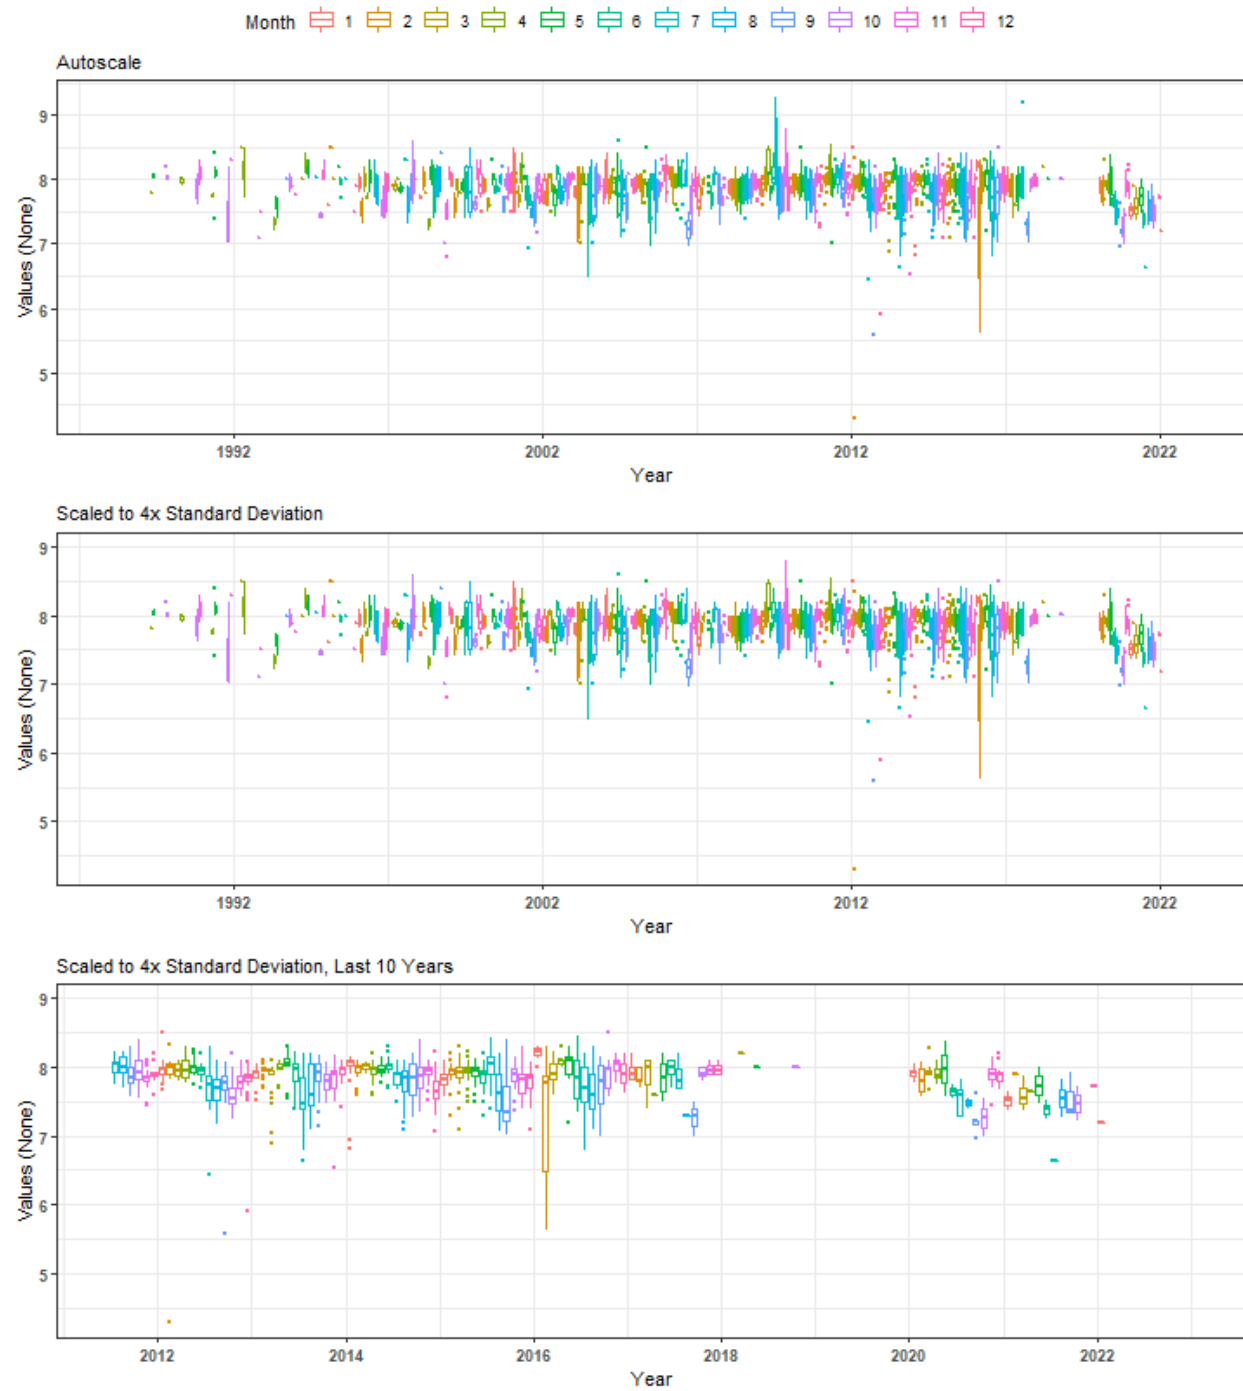 Month 1 2 3 4 5 6 7 8 9 10 11 12
Autoscale
9
8
7
6
5
Values (None)
1992 2002 2012 2022
Year
Scaled to 4x Standard Deviation
9
8
7
6
5
Values (None)
1992 2002 2012 2022
Year
Scaled to 4x Standard Deviation, Last 10 Years
9
8
7
6
5
Values (None)
2012 2014 2016 2018 2020 2022
Year